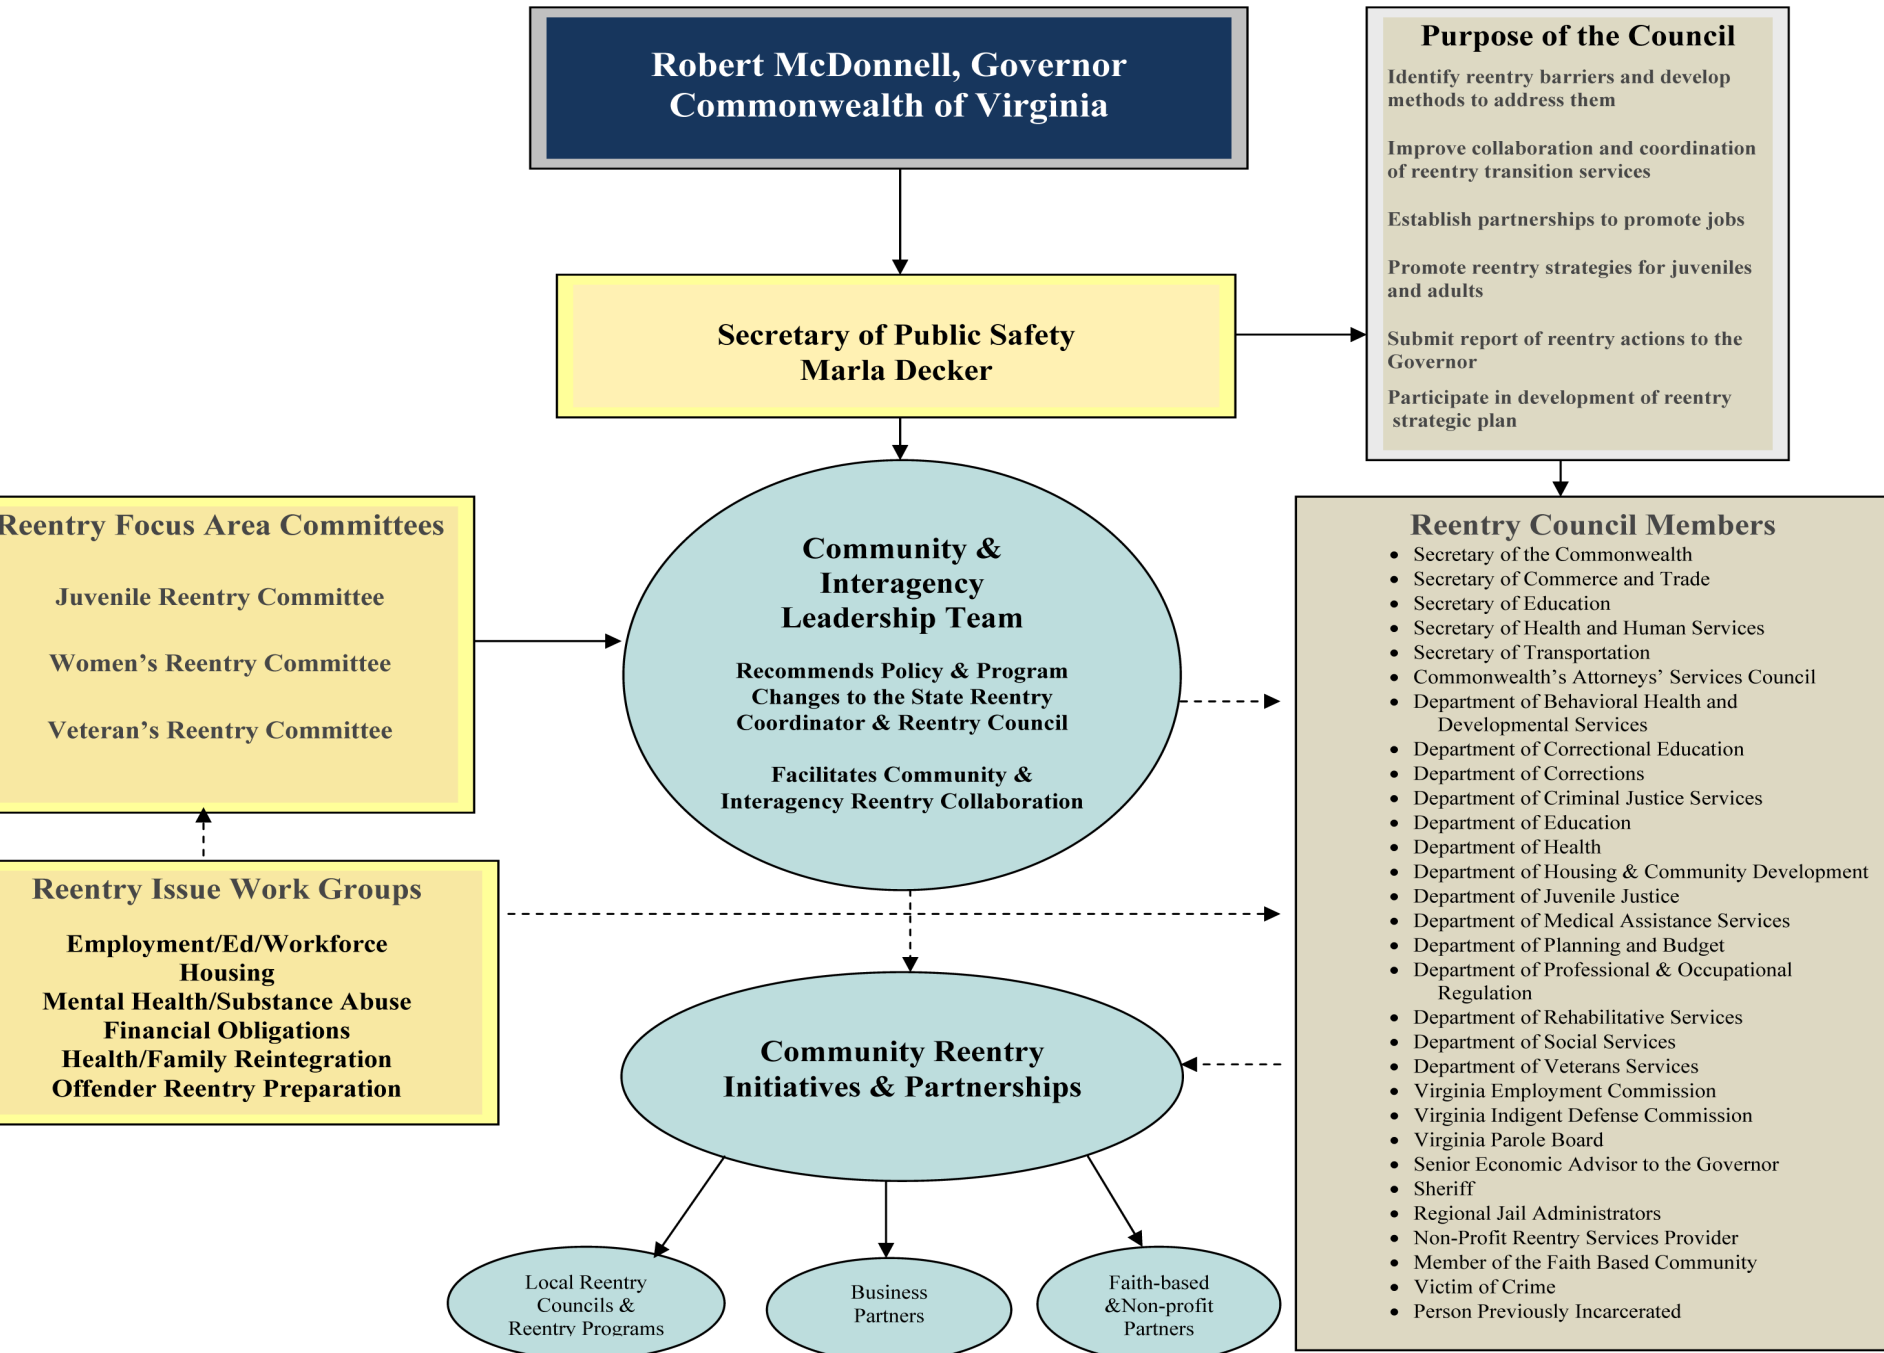 Robert McDonnell, Governor
Commonwealth of Virginia
Purpose of the Council
Identify reentry barriers and develop
methods to address them
Improve collaboration and coordination
of reentry transition services
Establish partnerships to promote jobs
Promote reentry strategies for juveniles
and adults
Submit report of reentry actions to the
Governor
Participate in development of reentry
strategic plan
Secretary of Public Safety
Marla Decker
Reentry Focus Area Committees
Juvenile Reentry Committee
Women’s Reentry Committee
Veteran’s Reentry Committee
Community &
Interagency
Leadership Team
Recommends Policy & Program
Changes to the State Reentry
Coordinator & Reentry Council
Facilitates Community &
Interagency Reentry Collaboration
Reentry Council Members
• Secretary of the Commonwealth
• Secretary of Commerce and Trade
• Secretary of Education
• Secretary of Health and Human Services
• Secretary of Transportation
• Commonwealth’s Attorneys’ Services Council
• Department of Behavioral Health and
Developmental Services
• Department of Correctional Education
• Department of Corrections
• Department of Criminal Justice Services
• Department of Education
• Department of Health
• Department of Housing & Community Development
• Department of Juvenile Justice
• Department of Medical Assistance Services
• Department of Planning and Budget
• Department of Professional & Occupational
Regulation
• Department of Rehabilitative Services
• Department of Social Services
• Department of Veterans Services
• Virginia Employment Commission
• Virginia Indigent Defense Commission
• Virginia Parole Board
• Senior Economic Advisor to the Governor
• Sheriff
• Regional Jail Administrators
• Non-Profit Reentry Services Provider
• Member of the Faith Based Community
• Victim of Crime
• Person Previously Incarcerated
Reentry Issue Work Groups
Employment/Ed/Workforce
Housing
Mental Health/Substance Abuse
Financial Obligations
Health/Family Reintegration
Offender Reentry Preparation
Community Reentry
Initiatives & Partnerships
Local Reentry
Councils &
Reentry Programs
Business
Partners
Faith-based
&Non-profit
Partners